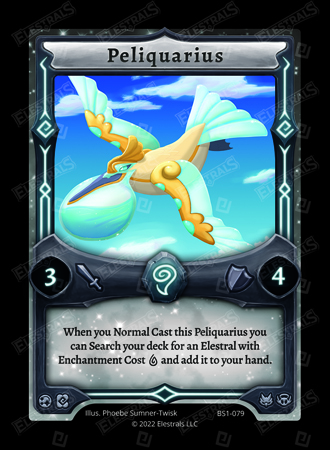 Peliquarius
3
4
When you Normal Cast this Peliquarius you
can Search your deck for an Elestral with
Enchantment Cost and add it to your hand.
Illus. Phoebe Sumner-Twisk
BS1-079
© 2022 Elestrals LLC
ELESTRALS